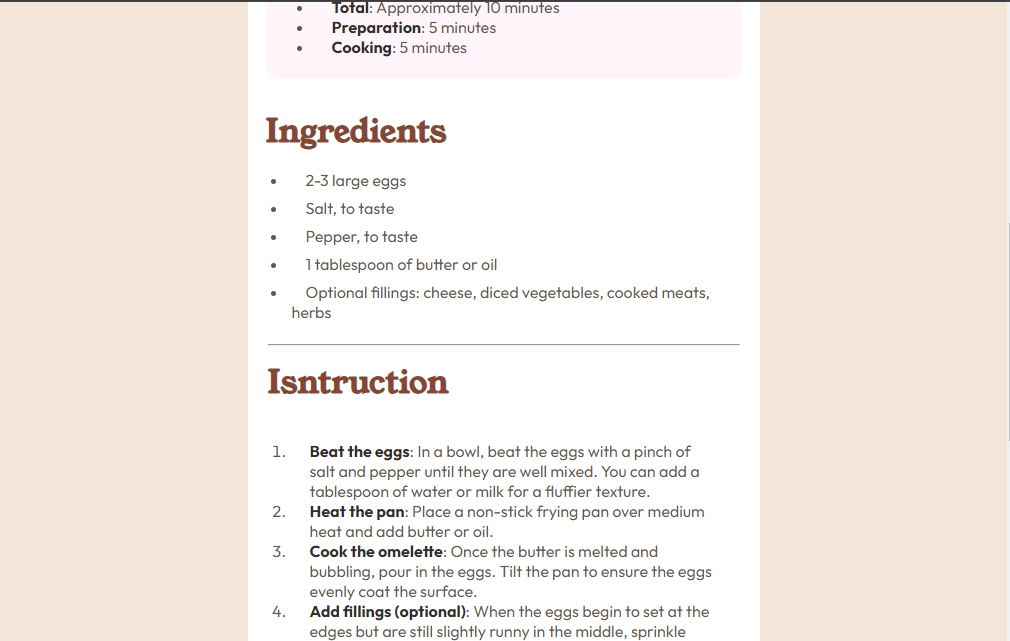 Total: Approximately 10 minutes
Preparation: 5 minutes
Cooking: 5 minutes
Ingredients
2-3 large eggs
Salt, to taste
Pepper, to taste
1 tablespoon of butter or oil
Optional fillings: cheese, diced vegetables, cooked meats,
herbs
Isntruction
1. Beat the eggs: In a bowl, beat the eggs with a pinch of
salt and pepper until they are well mixed. You can add a
tablespoon of water or milk for a fluffier texture.
2. Heat the pan: Place a non-stick frying pan over medium
heat and add butter or oil.
3. Cook the omelette: Once the butter is melted and
bubbling, pour in the eggs. Tilt the pan to ensure the eggs
evenly coat the surface.
4. Add fillings (optional): When the eggs begin to set at the
edges but are still slightly runny in the middle, sprinkle